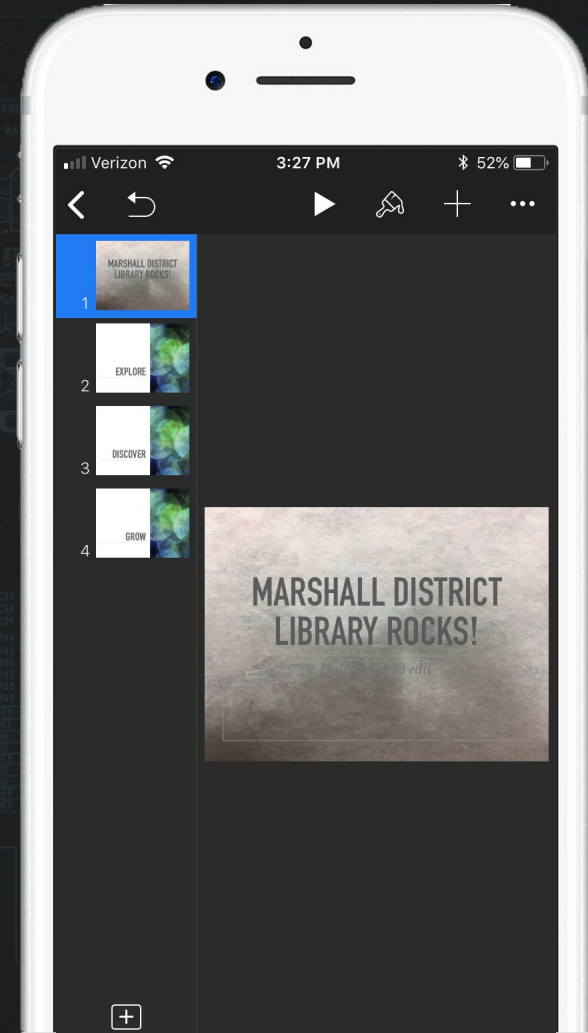 Verizon 3:27 PM 52%
MARSHALL DISTRICT
LIBRARY ROCKS!
1
EXPLORE
2
DISCOVER
3
GROW
4
MARSHALL DISTRICT
LIBRARY ROCKS!
to edit